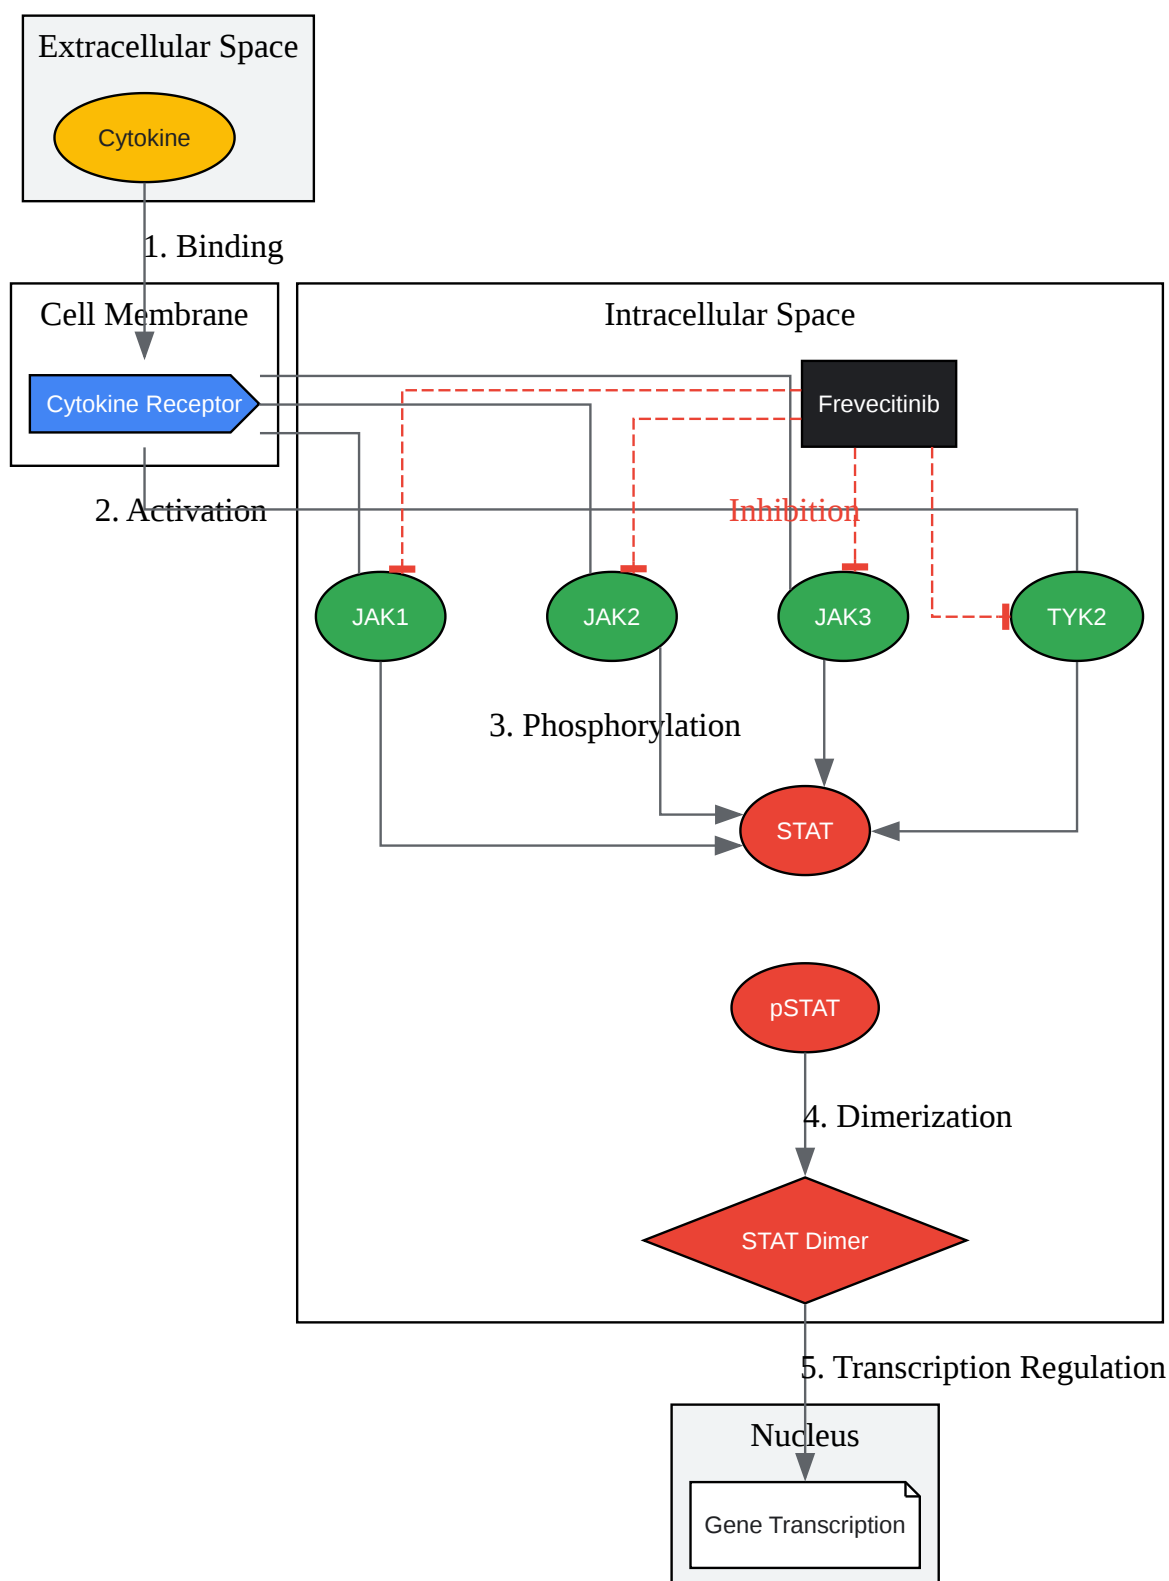 Extracellular Space
Cytokine
1. Binding
Cell Membrane
Intracellular Space
Cytokine Receptor
Frevecitinib
2. Activation
Inhibition
JAK1
JAK2
JAK3
TYK2
3. Phosphorylation
STAT
pSTAT
4. Dimerization
STAT Dimer
5. Transcription Regulation
Nucleus
Gene Transcription